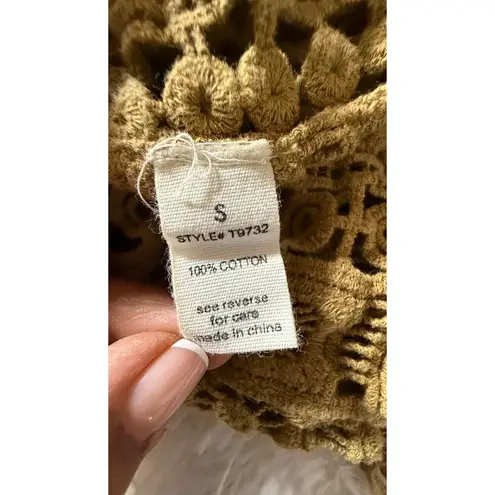 S
STYLE# T9732
100% COTTON
see reverse
for care
made in china